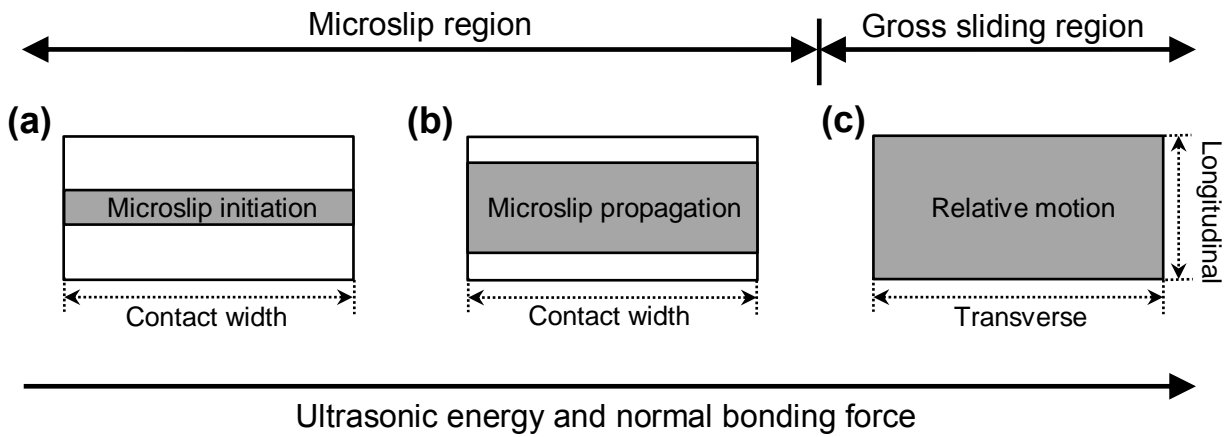 Microslip region
Gross sliding region
(a)
(b)
(c)
Microslip initiation
Microslip propagation
Relative motion
Longitudinal
Contact width
Contact width
Transverse
Ultrasonic energy and normal bonding force